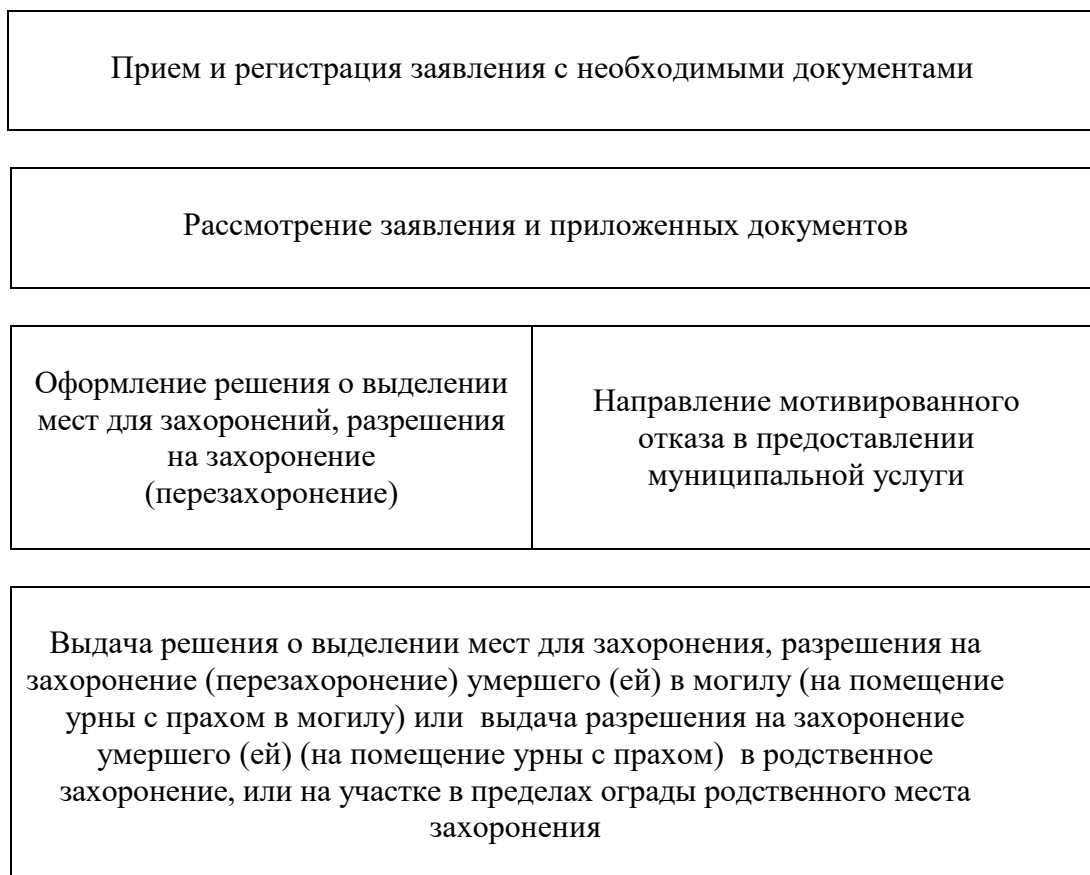 Прием и регистрация заявления с необходимыми документами
Рассмотрение заявления и приложенных документов
Оформление решения о выделении
мест для захоронений, разрешения
на захоронение
(перезахоронение)
Направление мотивированного
отказа в предоставлении
муниципальной услуги
Выдача решения о выделении мест для захоронения, разрешения на
захоронение (перезахоронение) умершего (ей) в могилу (на помещение
урны с прахом в могилу) или  выдача разрешения на захоронение
умершего (ей) (на помещение урны с прахом)  в родственное
захоронение, или на участке в пределах ограды родственного места
захоронения